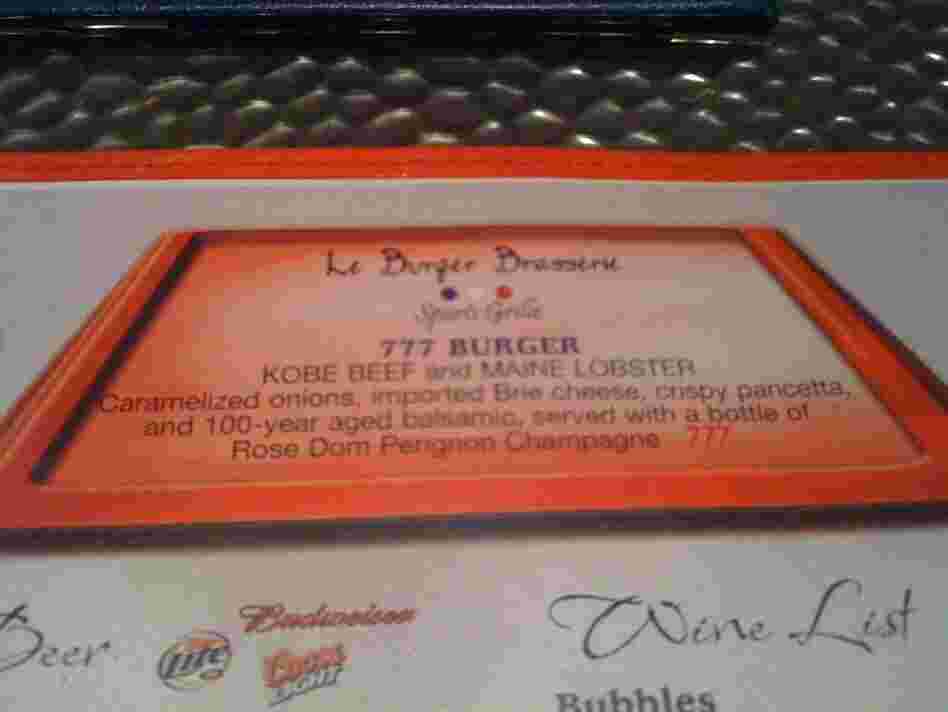 Le Burger Brasserie
Sports Grille
777 BURGER
KOBE BEEF and MAINE LOBSTER
Caramelized onions, imported Brie cheese, crispy pancetta,
and 100-year aged balsamic, served with a bottle of
Rose Dom Perignon Champagne 777
Beer
Wine List
Budweiser
Lite
Coors
Light
Bubbles